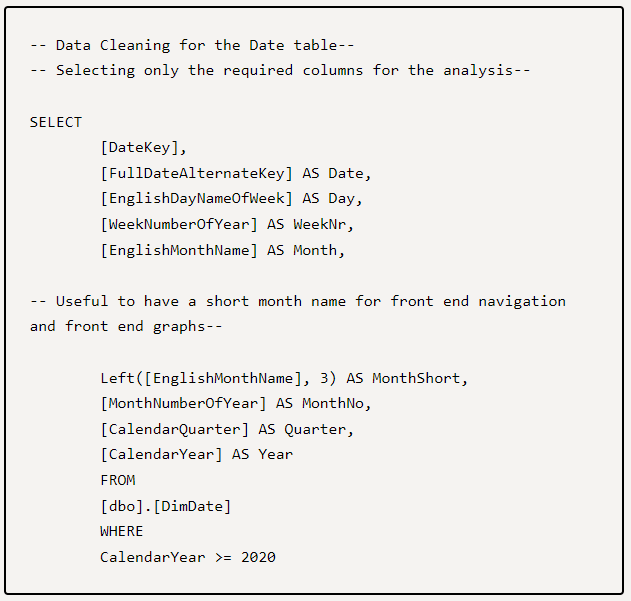 -- Data Cleaning for the Date table--
-- Selecting only the required columns for the analysis--
SELECT
[DateKey],
[FullDateAlternateKey] AS Date,
[EnglishDayNameOfWeek] AS Day,
[WeekNumberOfYear] AS WeekNr,
[EnglishMonthName] AS Month,
-- Useful to have a short month name for front end navigation
and front end graphs--
Left([EnglishMonthName], 3) AS MonthShort,
[MonthNumberOfYear] AS MonthNo,
[CalendarQuarter] AS Quarter,
[CalendarYear] AS Year
FROM
[dbo].[DimDate]
WHERE
CalendarYear >= 2020